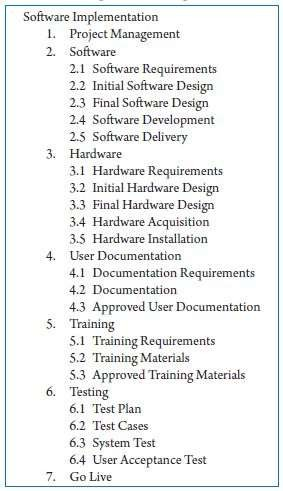 Software Implementation
1. Project Management
2. Software
2.1 Software Requirements
2.2 Initial Software Design
2.3 Final Software Design
2.4 Software Development
2.5 Software Delivery
3. Hardware
3.1 Hardware Requirements
3.2 Initial Hardware Design
3.3 Final Hardware Design
3.4 Hardware Acquisition
3.5 Hardware Installation
4. User Documentation
4.1 Documentation Requirements
4.2 Documentation
4.3 Approved User Documentation
5. Training
5.1 Training Requirements
5.2 Training Materials
5.3 Approved Training Materials
6. Testing
6.1 Test Plan
6.2 Test Cases
6.3 System Test
6.4 User Acceptance Test
7. Go Live